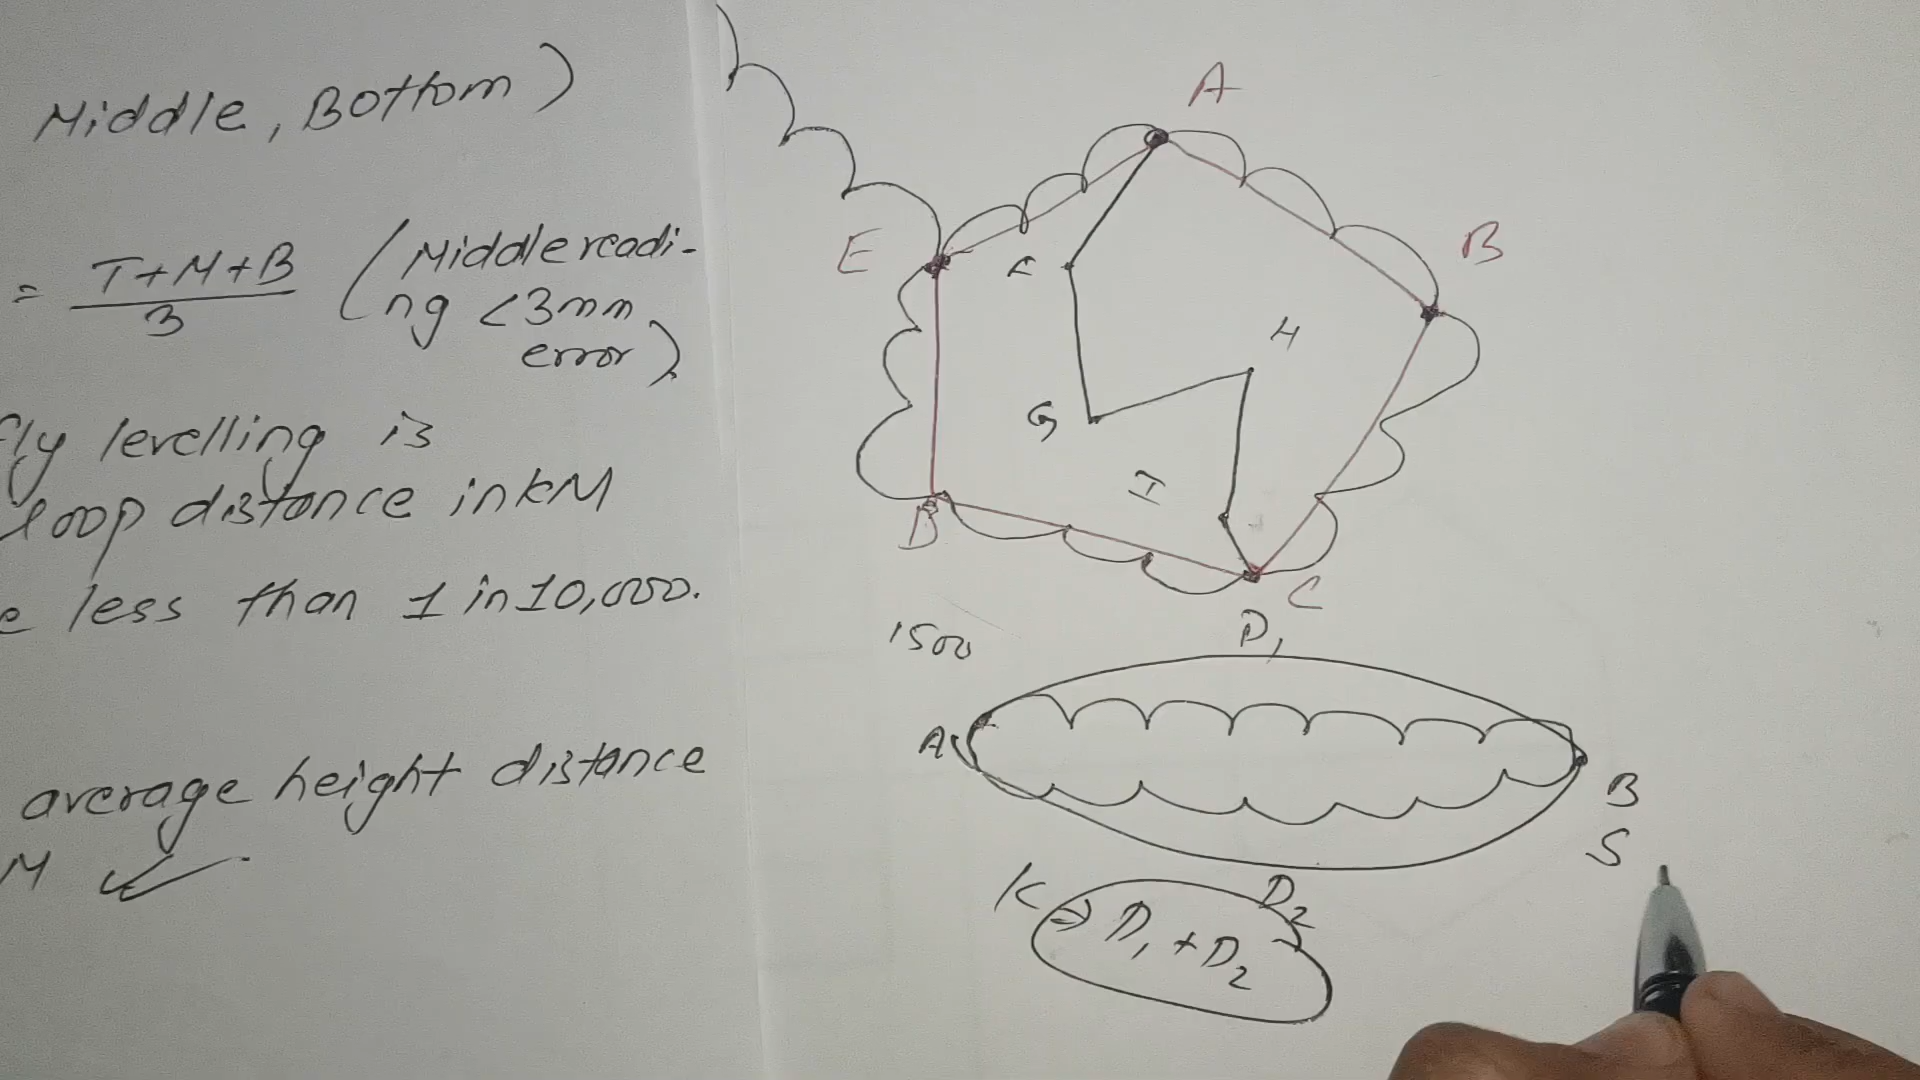 Middle, Bottom)
= T+M+B / 3 (Middle readi-
ng <3mm
error)
fly levelling is
loop distance in kM
e less than 1 in 10,000.
average height distance
M
A
E
B
F
H
G
I
D
C
1500
D1
A
B
S
D2
K ⇒ D1 + D2